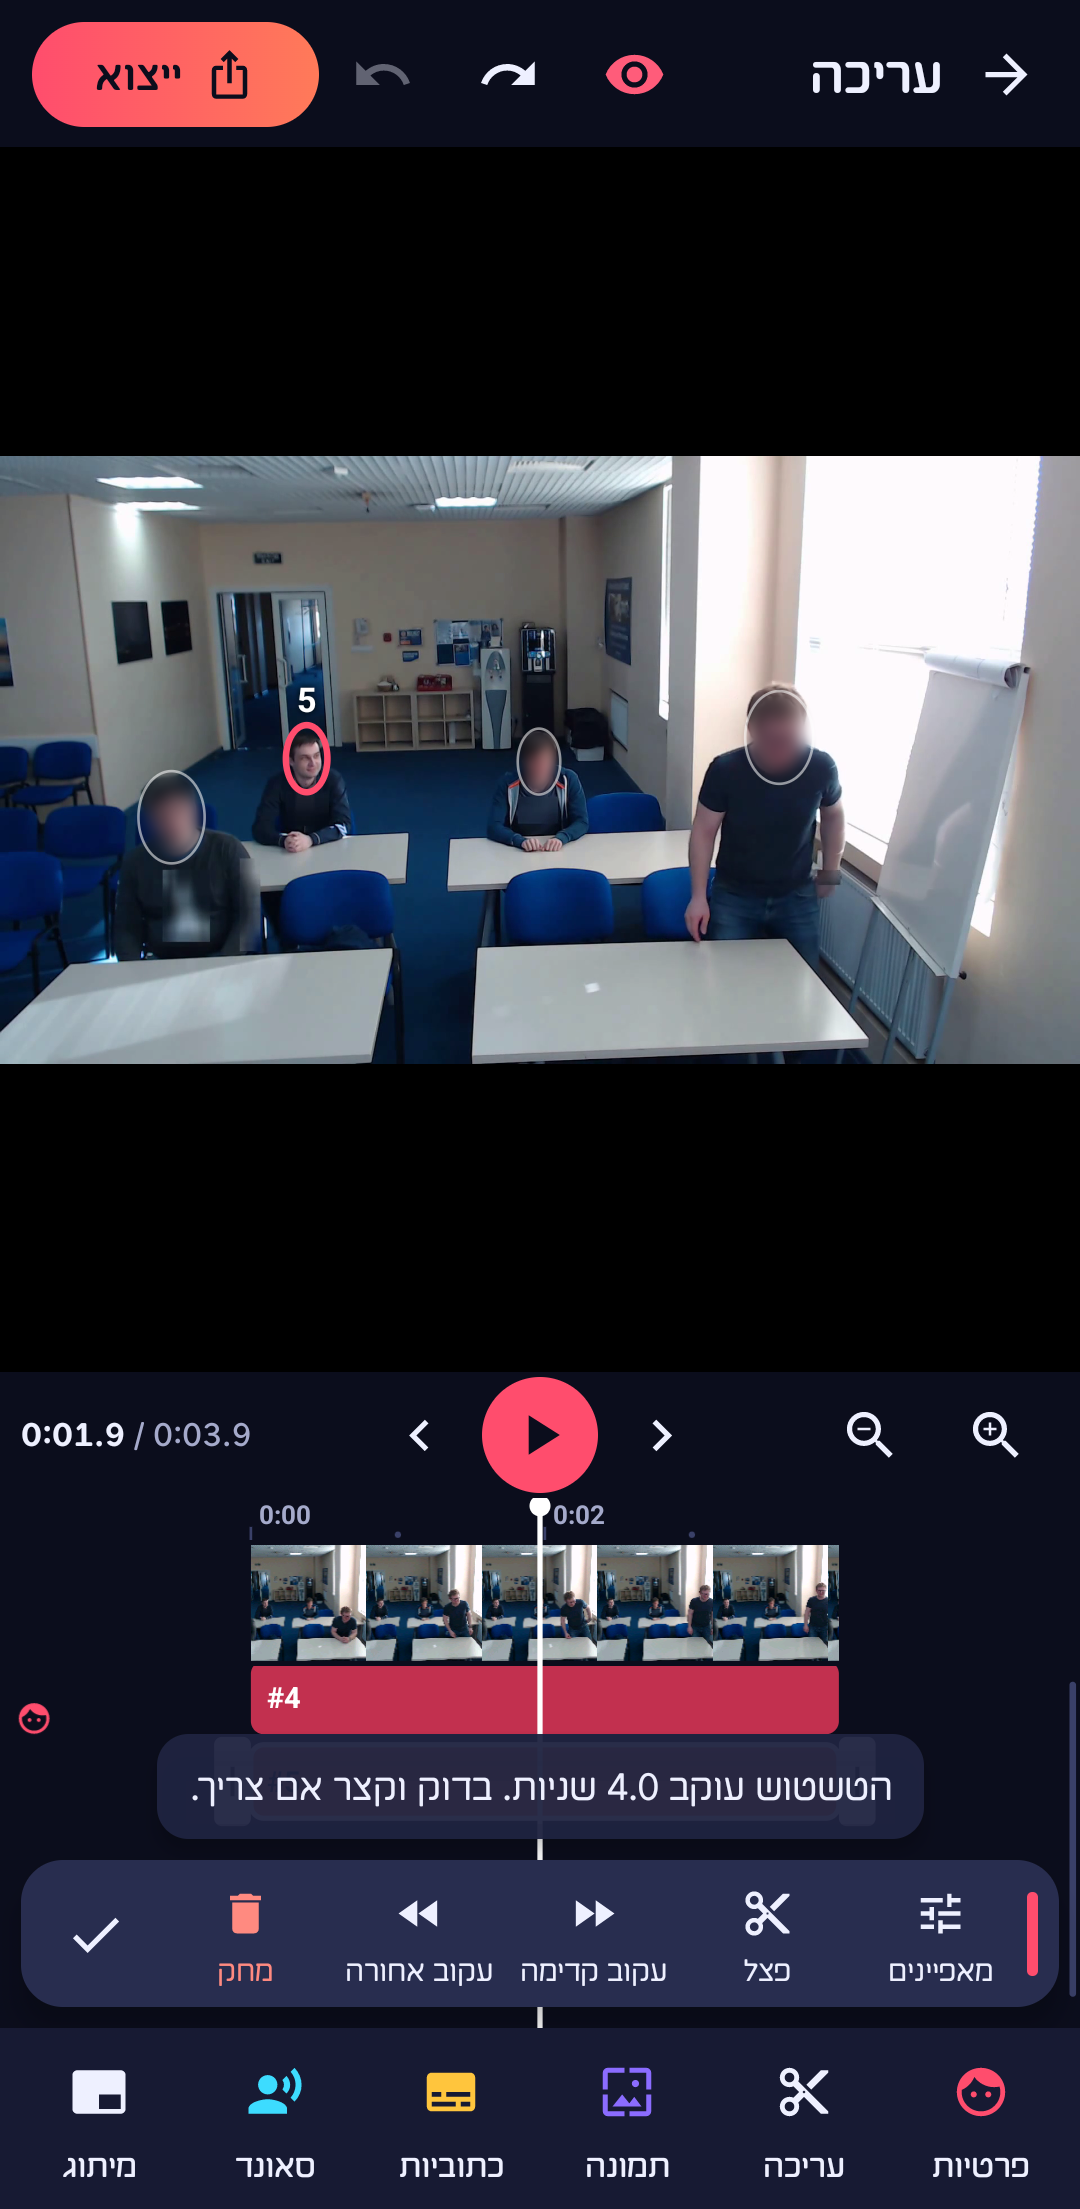 עריכה
ייצוא
5
0:01.9 / 0:03.9
0:00
0:02
#4
הטשטוש עוקב 4.0 שניות. בדוק וקצר אם צריך.
מאפיינים
פצל
עקוב קדימה
עקוב אחורה
מחק
פרטיות
עריכה
תמונה
כתוביות
סאונד
מיתוג